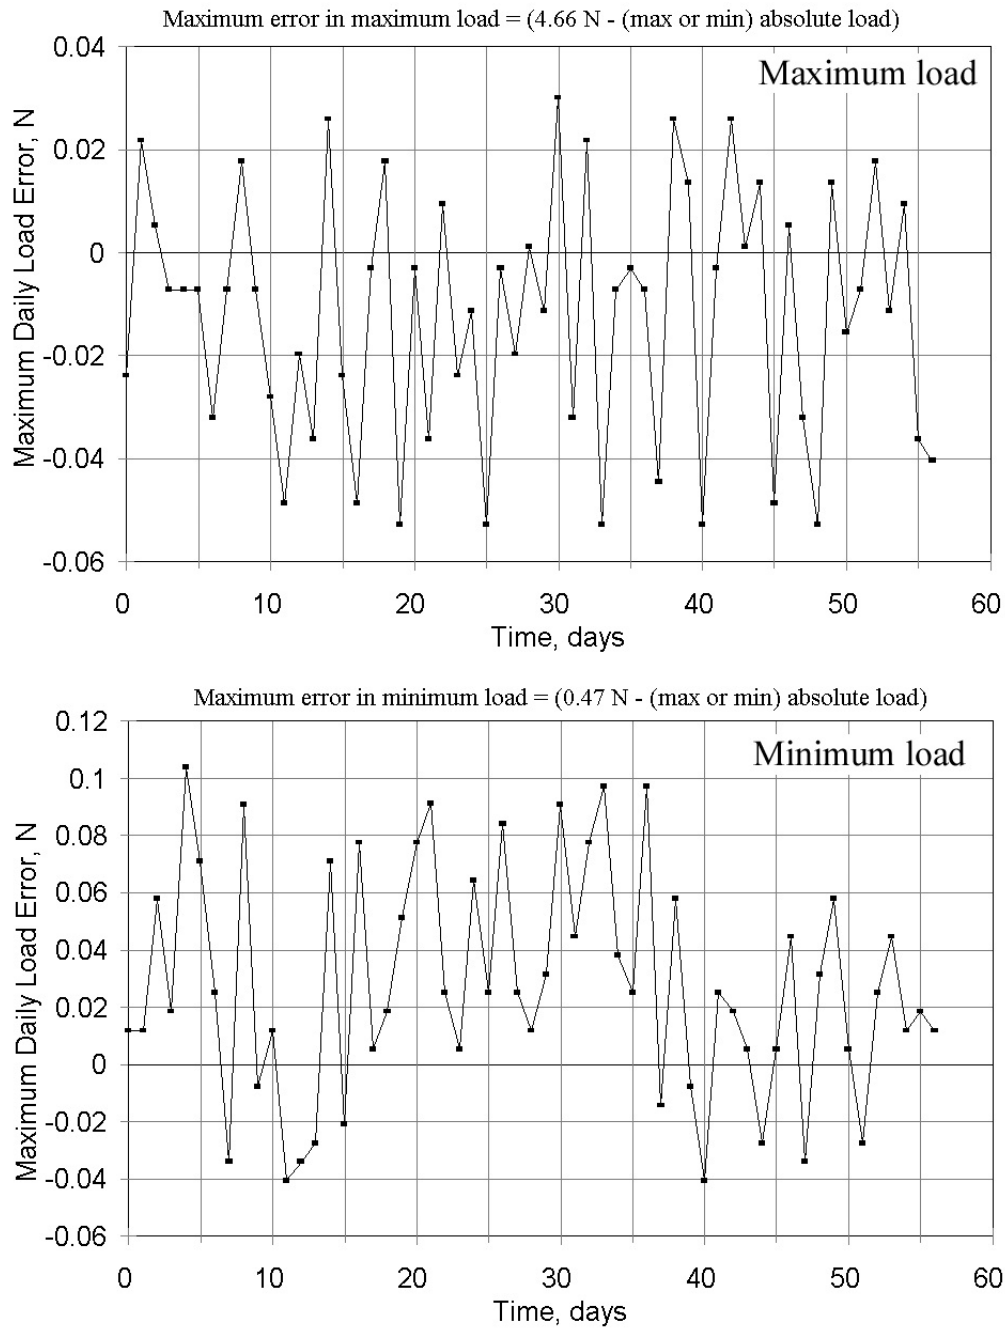 Maximum error in maximum load = (4.66 N - (max or min) absolute load)
Maximum load
Maximum Daily Load Error, N
0.04
0.02
0
-0.02
-0.04
-0.06
0 10 20 30 40 50 60
Time, days
Maximum error in minimum load = (0.47 N - (max or min) absolute load)
Minimum load
Maximum Daily Load Error, N
0.12
0.1
0.08
0.06
0.04
0.02
0
-0.02
-0.04
-0.06
0 10 20 30 40 50 60
Time, days